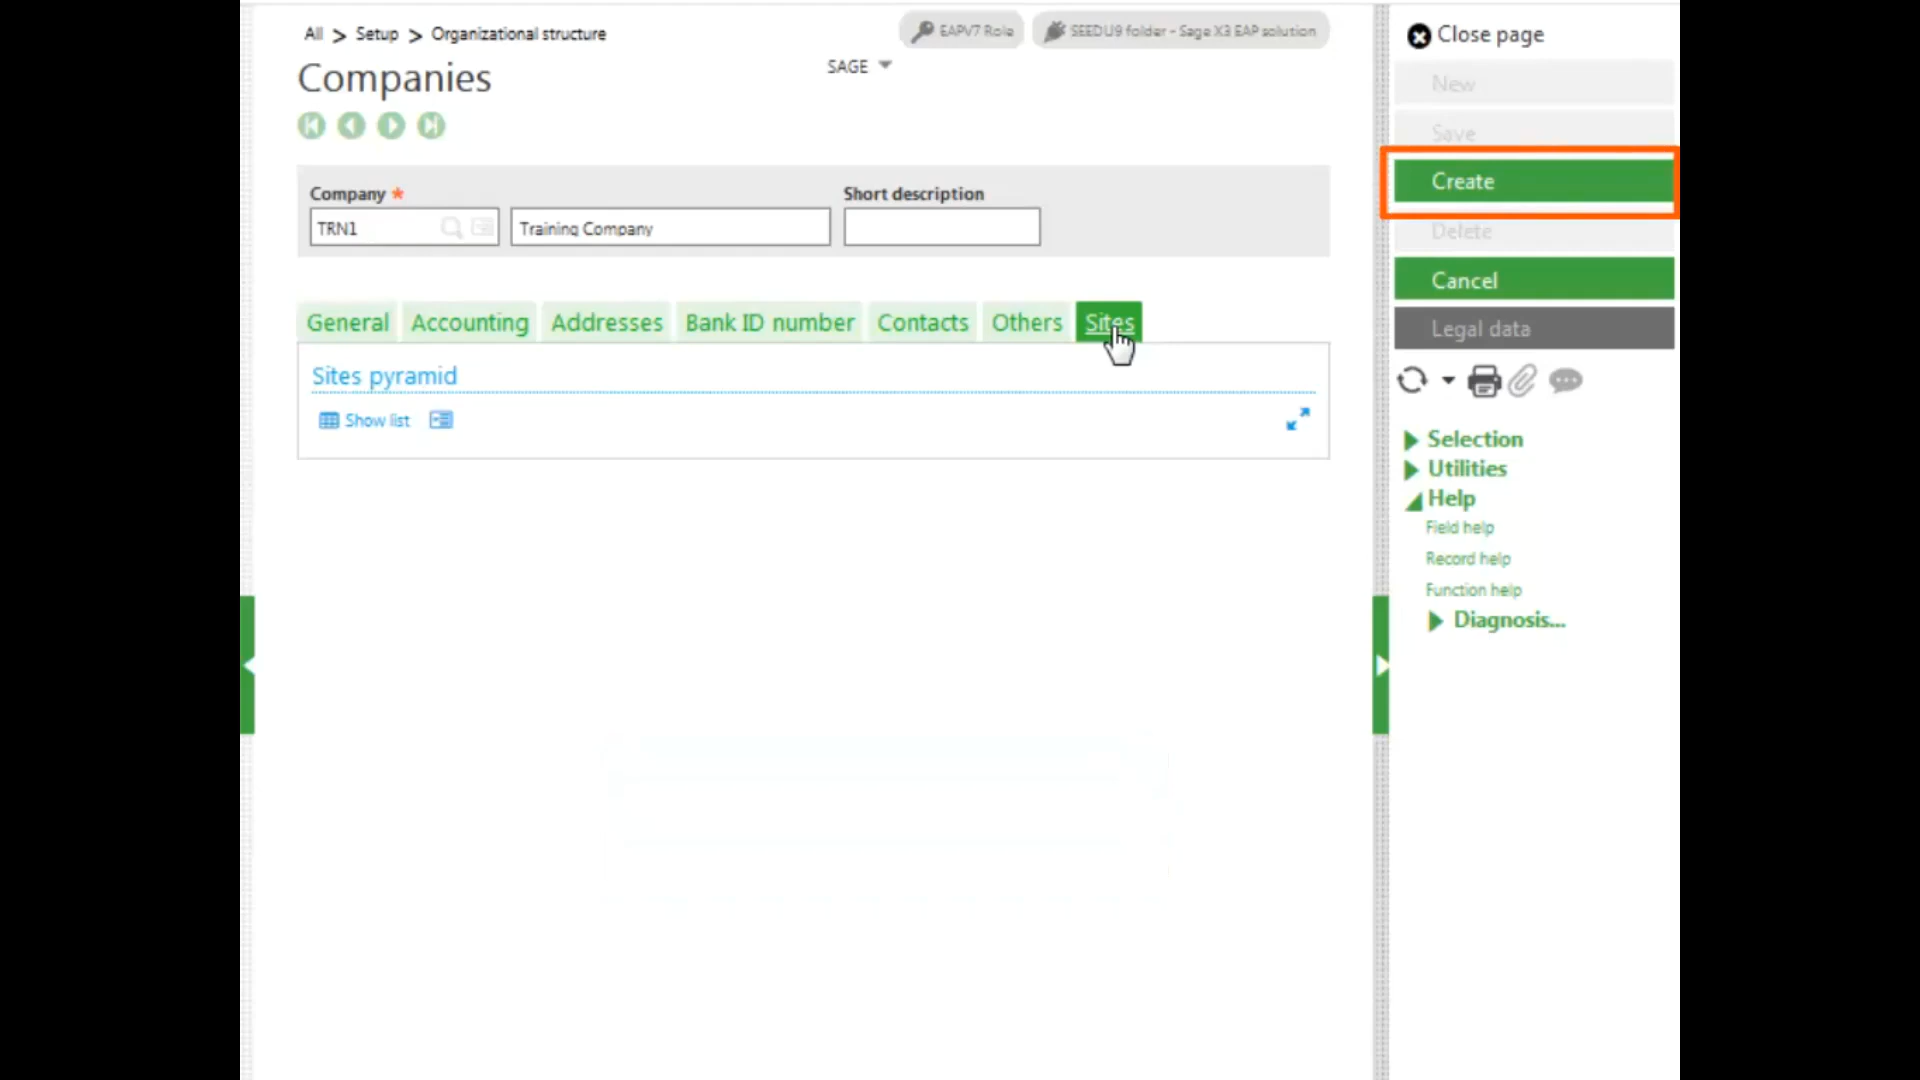 All > Setup > Organizational structure
EAPV7 Role
SEEDU9 folder - Sage X3 EAP solution
Companies
SAGE
Company *
Short description
TRN1
Training Company
General
Accounting
Addresses
Bank ID number
Contacts
Others
Sites
Sites pyramid
Show list
Close page
New
Save
Create
Delete
Cancel
Legal data
Selection
Utilities
Help
Field help
Record help
Function help
Diagnosis...